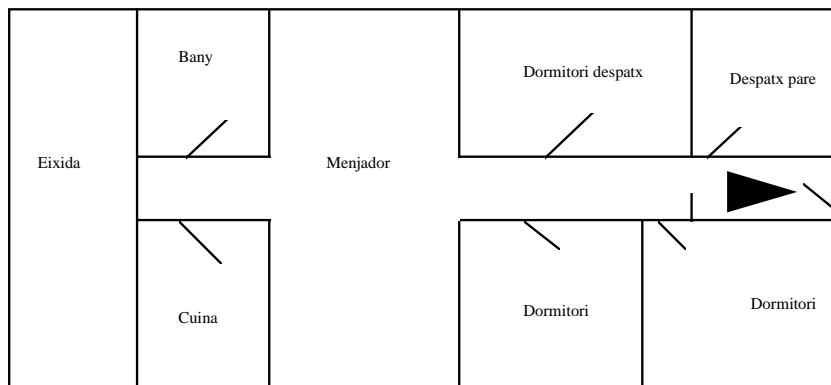 Bany
Dormitori despatx
Despatx pare
Eixida
Menjador
Cuina
Dormitori
Dormitori